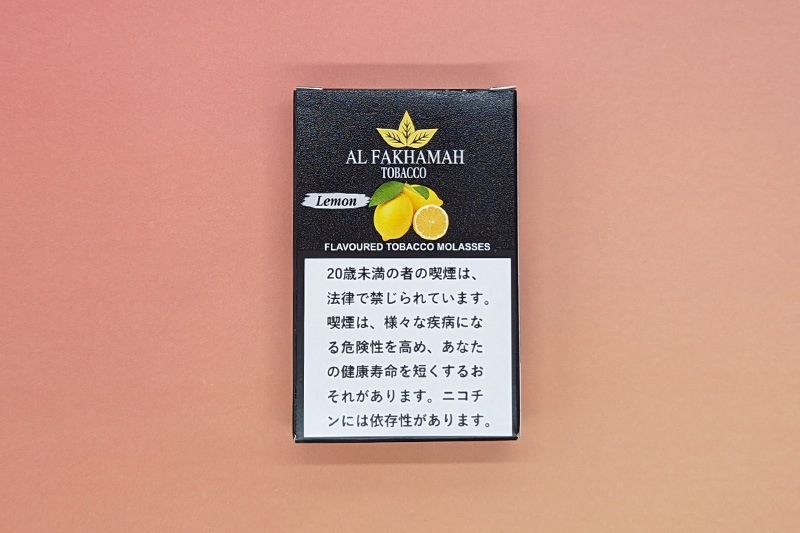 AL FAKHAMAH
TOBACCO
Lemon
FLAVOURED TOBACCO MOLASSES
20歳未満の者の喫煙は、
法律で禁じられています。
喫煙は、様々な疾病にな
る危険性を高め、あなた
の健康寿命を短くするお
それがあります。ニコチ
ンには依存性があります。